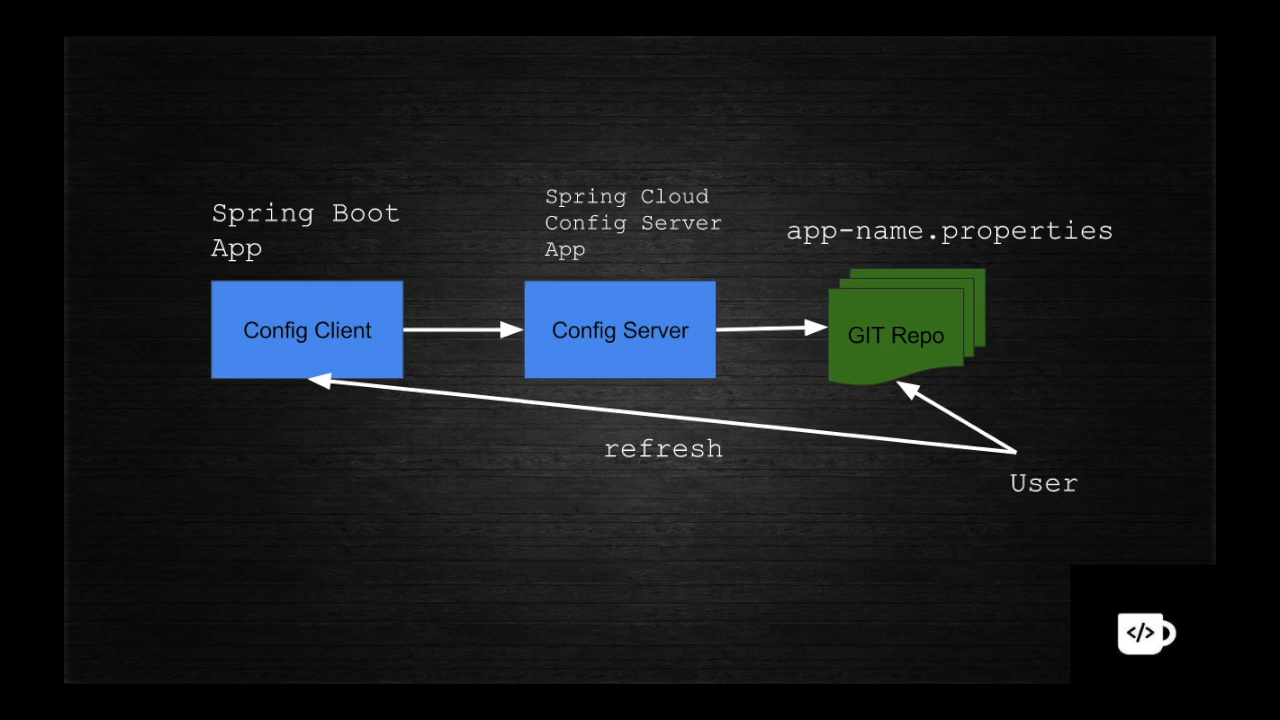 Spring Boot
App
Spring Cloud
Config Server
App
app-name.properties
Config Client
Config Server
GIT Repo
refresh
User
</>